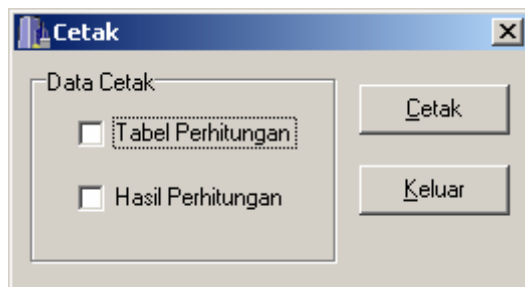 Cetak
Data Cetak
Tabel Perhitungan
Hasil Perhitungan
Cetak
Keluar